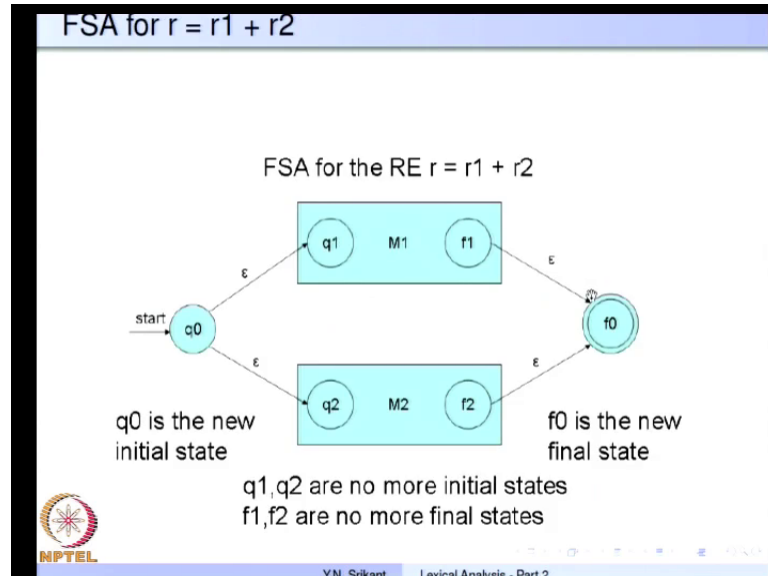 FSA for r = r1 + r2
FSA for the RE r = r1 + r2
q1 M1 f1
ε ε
start
q0
f0
ε ε
q2 M2 f2
q0 is the new
initial state
f0 is the new
final state
q1,q2 are no more initial states
f1,f2 are no more final states
NPTEL
Y.N. Srikant Lexical Analysis - Part 2